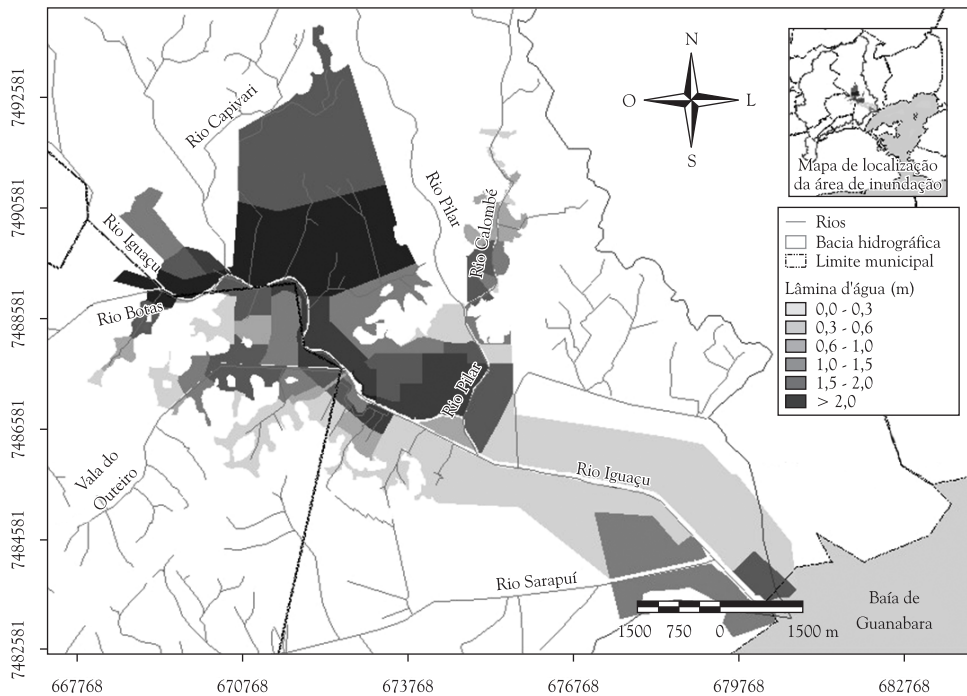 N
O
L
S
Mapa de localização
da área de inundação
Rios
Bacia hidrográfica
Limite municipal
Lâmina d'água (m)
0,0 - 0,3
0,3 - 0,6
0,6 - 1,0
1,0 - 1,5
1,5 - 2,0
> 2,0
Rio Capivari
Rio Pilar
Rio Calombé
Rio Iguaçu
Rio Botas
Rio Pilar
Vala do
Outeiro
Rio Iguaçu
Rio Sarapuí
Baía de
Guanabara
1500 750 0 1500 m
7492581
7490581
7488581
7486581
7484581
7482581
667768 670768 673768 676768 679768 682768